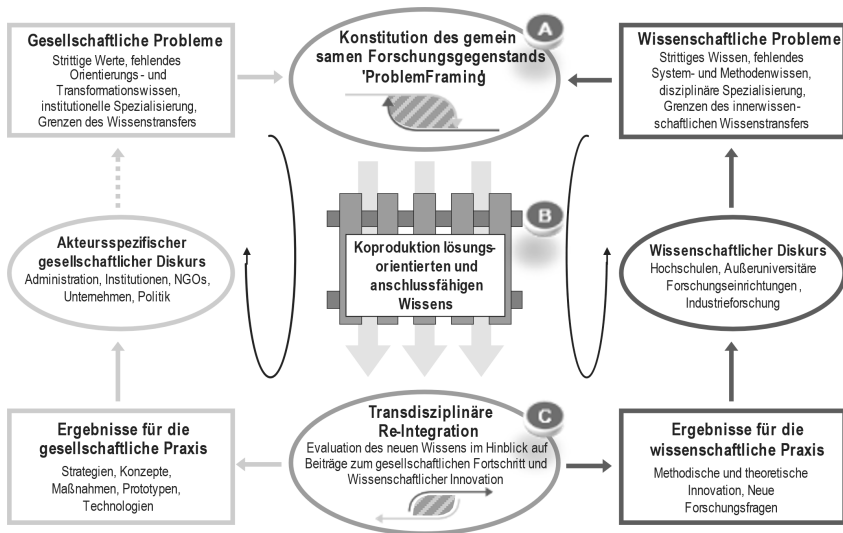 Gesellschaftliche Probleme
Strittige Werte, fehlendes
Orientierungs- und
Transformationswissen,
institutionelle Spezialisierung,
Grenzen des Wissenstransfers
A
Konstitution des gemein
samen Forschungsgegenstands
'ProblemFraming'
Wissenschaftliche Probleme
Strittiges Wissen, fehlendes
System- und Methodenwissen,
disziplinäre Spezialisierung,
Grenzen des innerwissen-
schaftlichen Wissenstransfers
Akteursspezifischer
gesellschaftlicher Diskurs
Administration, Institutionen, NGOs,
Unternehmen, Politik
B
Koproduktion lösungs-
orientierten und
anschlussfähigen
Wissens
Wissenschaftlicher Diskurs
Hochschulen, Außeruniversitäre
Forschungseinrichtungen ,
Industrieforschung
Ergebnisse für die
gesellschaftliche Praxis
Strategien, Konzepte,
Maßnahmen, Prototypen,
Technologien
C
Transdisziplinäre
Re-Integration
Evaluation des neuen Wissens im Hinblick auf
Beiträge zum gesellschaftlichen Fortschritt und
Wissenschaftlicher Innovation
Ergebnisse für die
wissenschaftliche Praxis
Methodische und theoretische
Innovation, Neue
Forschungsfragen